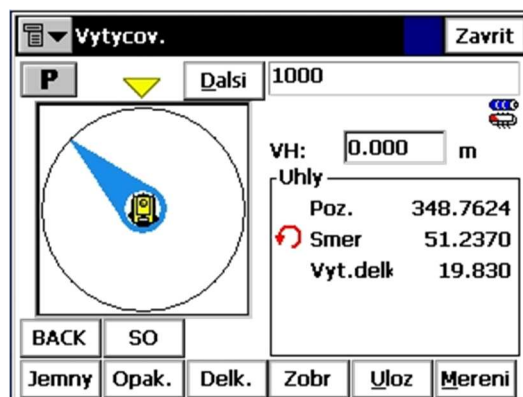 Vytycov. Zavrit
P Dalsi 1000
VH: 0.000 m
Uhly
Poz. 348.7624
Smer 51.2370
Vyt.delk 19.830
BACK SO
Jemny Opak. Delk. Zobr Uloz Mereni